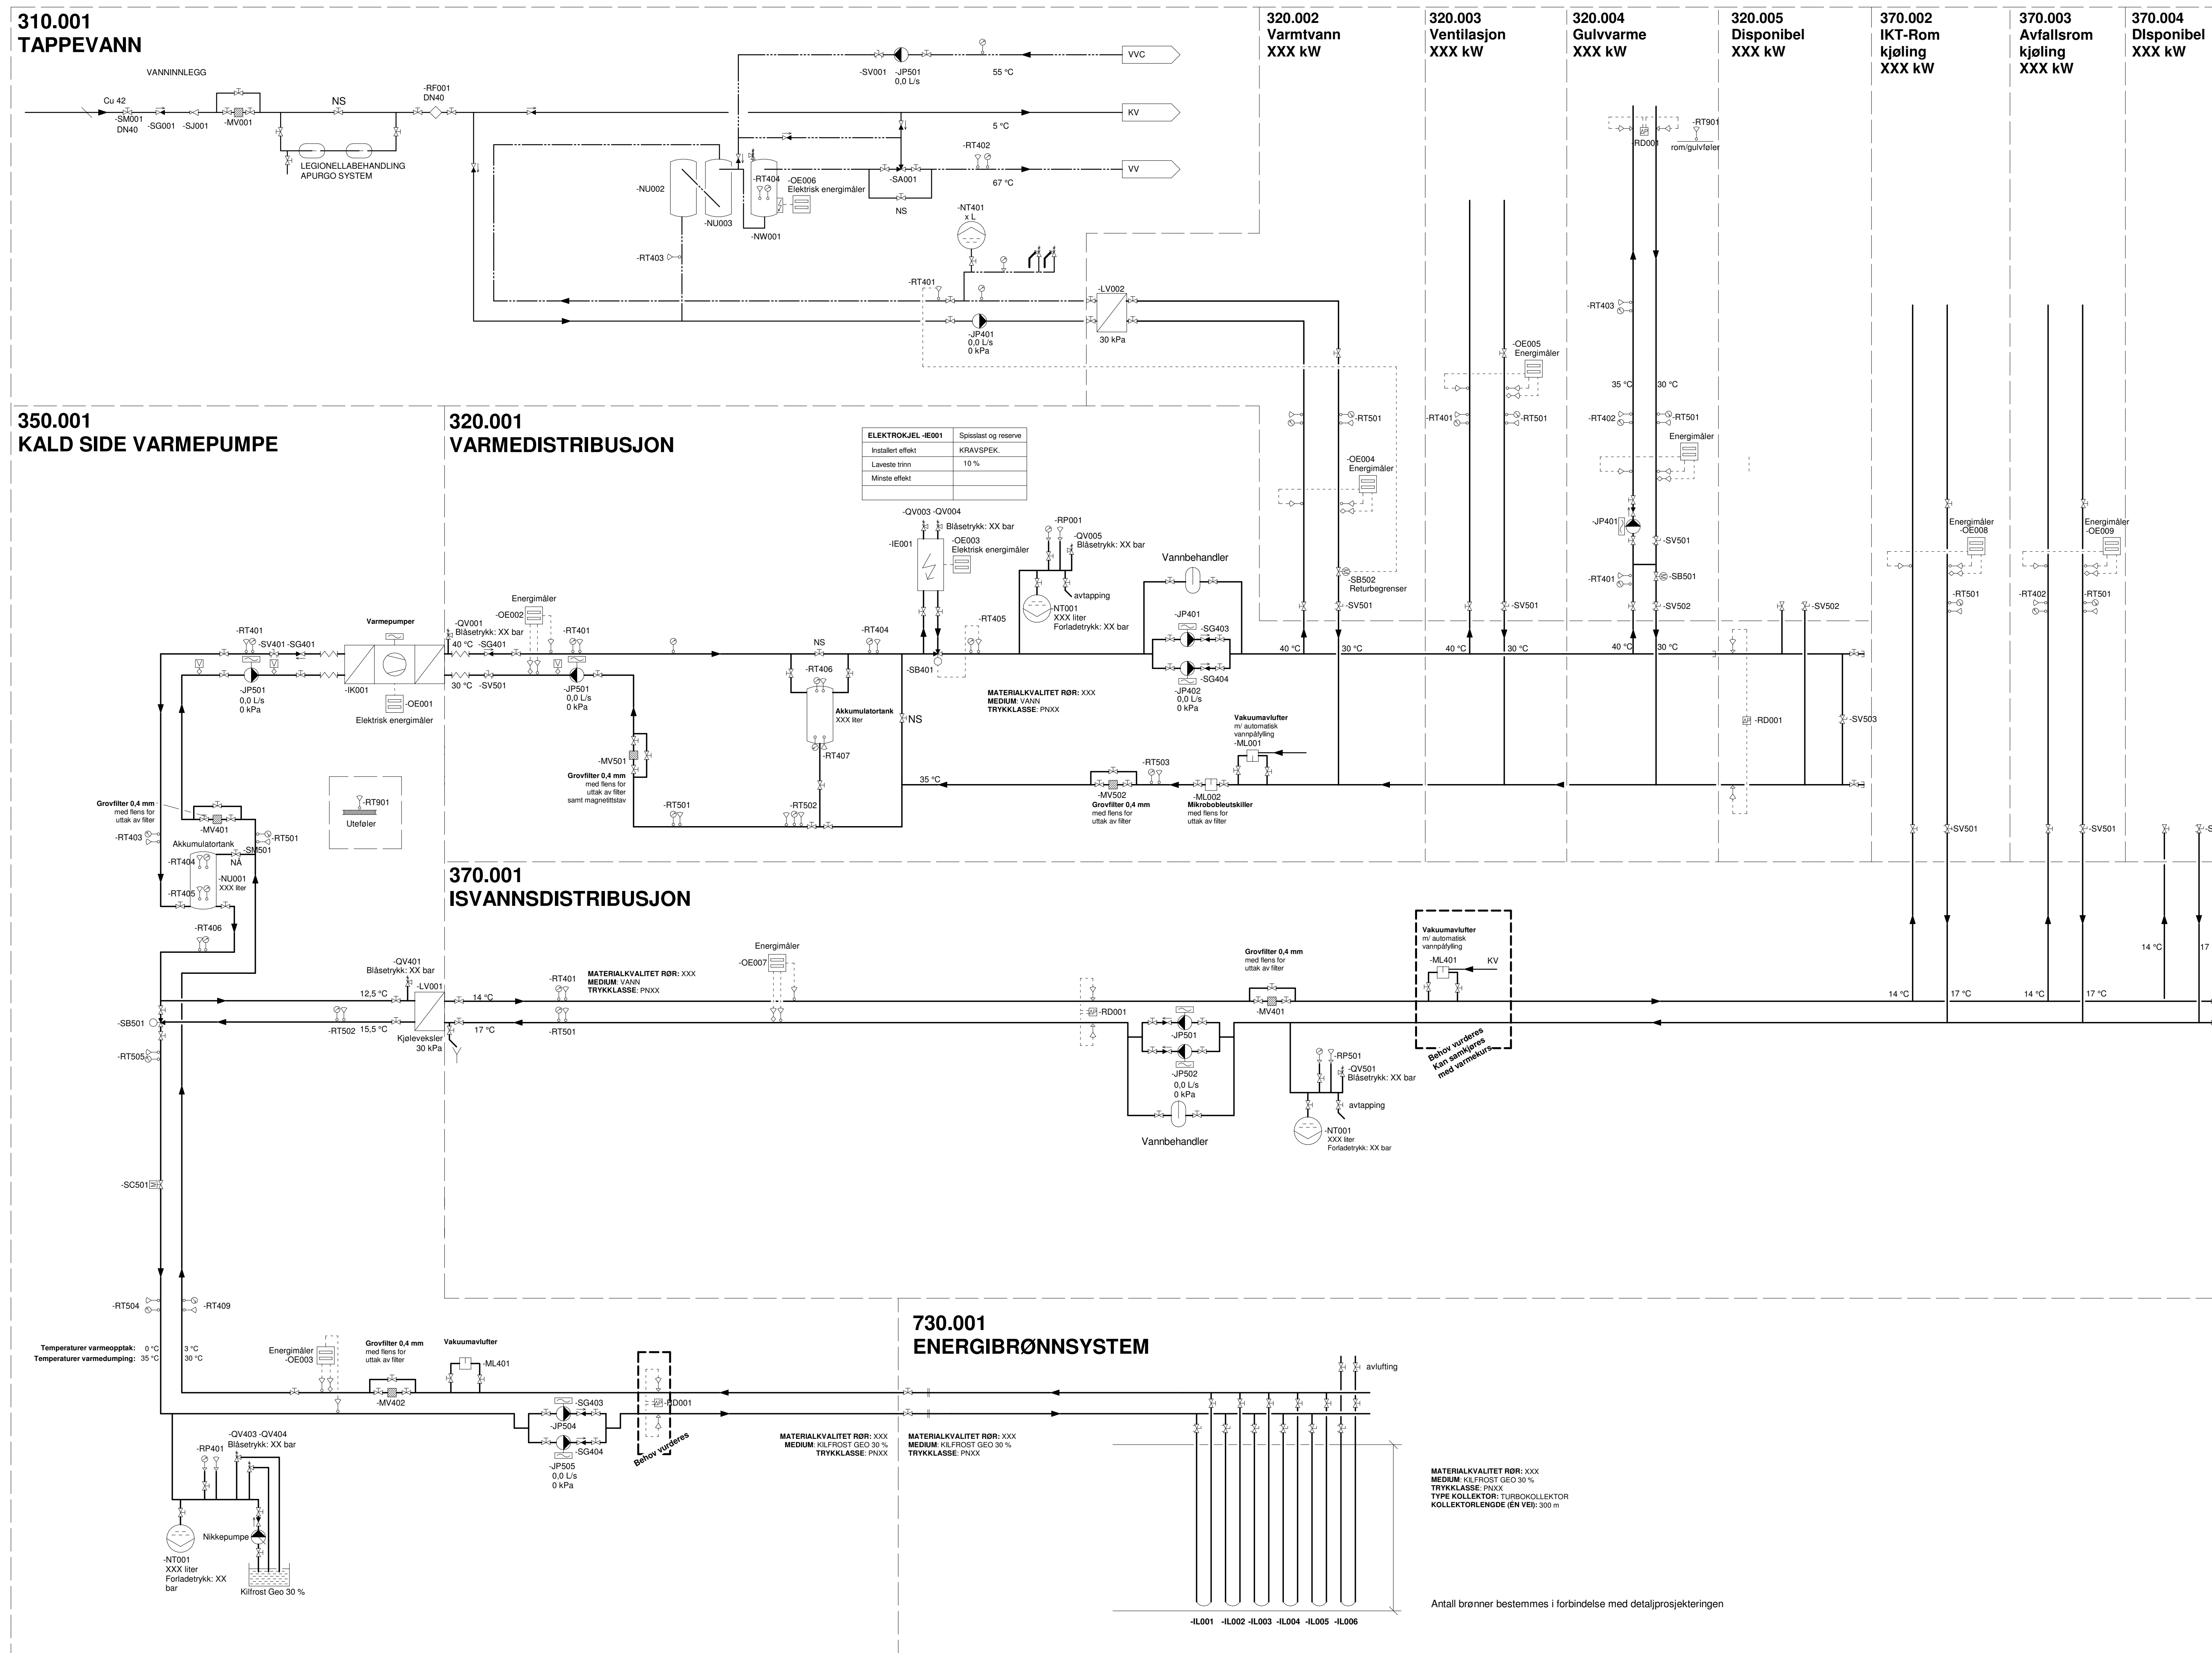 310.001
TAPPEVANN
VANNINNLEGG
Cu 42
-SM001
DN40
-SG001
-SJ001
-MV001
NS
-RF001
DN40
LEGIONELLABEHANDLING
APURGO SYSTEM
-SV001
-JP501
0,0 L/s
55 °C
VVC
KV
5 °C
-RT402
VV
67 °C
-SA001
NS
-NU002
-NU003
-RT404
-OE006
Elektrisk energimåler
-NW001
-RT403
-NT401
x L
-RT401
-JP401
0,0 L/s
0 kPa
-LV002
30 kPa
320.002
Varmtvann
XXX kW
-RT501
-OE004
Energimåler
-SB502
Returbegrenser
-SV501
40 °C
30 °C
320.003
Ventilasjon
XXX kW
-OE005
Energimåler
-RT401
-RT501
-SV501
40 °C
30 °C
320.004
Gulvvarme
XXX kW
-RT901
-RD001
rom/gulvføler
-RT403
35 °C
30 °C
-RT402
-RT501
Energimåler
-JP401
-SV501
-RT401
-SB501
-SV502
40 °C
30 °C
320.005
Disponibel
XXX kW
-SV502
-RD001
-SV503
370.002
IKT-Rom
kjøling
XXX kW
Energimåler
-OE008
-RT501
-SV501
14 °C
17 °C
370.003
Avfallsrom
kjøling
XXX kW
Energimåler
-OE009
-RT402
-RT501
-SV501
14 °C
17 °C
370.004
DIsponibel
XXX kW
14 °C
17
350.001
KALD SIDE VARMEPUMPE
-RT401
-SV401
-SG401
-JP501
0,0 L/s
0 kPa
Varmepumper
-IK001
-OE001
Elektrisk energimåler
Grovfilter 0,4 mm
med flens for
uttak av filter
-MV401
-RT403
-RT501
Akkumulatortank
-SM501
NA
-RT404
-NU001
XXX liter
-RT405
-RT406
-RT901
Uteføler
-QV401
Blåsetrykk: XX bar
-LV001
12,5 °C
-SB501
-RT502
15,5 °C
Kjøleveksler
30 kPa
-RT505
-SC501
-RT504
-RT409
Temperaturer varmeopptak:
0 °C
3 °C
Temperaturer varmedumping:
35 °C
30 °C
Energimåler
-OE003
Grovfilter 0,4 mm
med flens for
uttak av filter
-MV402
Vakuumavlufter
-ML401
-SG403
-JP504
-SG404
-JP505
0,0 L/s
0 kPa
-RD001
Behov vurderes
-QV403 -QV404
Blåsetrykk: XX bar
-RP401
Nikkepumpe
-NT001
XXX liter
Forladetrykk: XX
bar
Kilfrost Geo 30 %
MATERIALKVALITET RØR: XXX
MEDIUM: KILFROST GEO 30 %
TRYKKLASSE: PNXX
320.001
VARMEDISTRIBUSJON
ELEKTROKJEL -IE001
Spisslast og reserve
Installert effekt
KRAVSPEK.
Laveste trinn
10 %
Minste effekt
-QV001
Blåsetrykk: XX bar
40 °C
-SG401
Energimåler
-OE002
-RT401
30 °C
-SV501
-JP501
0,0 L/s
0 kPa
-MV501
Grovfilter 0,4 mm
med flens for
uttak av filter
samt magnetittstav
-RT501
NS
-RT406
Akkumulatortank
XXX liter
-RT407
-RT502
-RT404
-QV003 -QV004
Blåsetrykk: XX bar
-IE001
-OE003
Elektrisk energimåler
-SB401
-RT405
NS
35 °C
-RP001
-QV005
Blåsetrykk: XX bar
avtapping
-NT001
XXX liter
Forladetrykk: XX bar
MATERIALKVALITET RØR: XXX
MEDIUM: VANN
TRYKKLASSE: PNXX
Vannbehandler
-JP401
-SG403
-SG404
-JP402
0,0 L/s
0 kPa
Vakuumavlufter
m/ automatisk
vannpåfylling
-ML001
-RT503
-MV502
Grovfilter 0,4 mm
med flens for
uttak av filter
-ML002
Mikrobobleutskiller
med flens for
uttak av filter
370.001
ISVANNSDISTRIBUSJON
14 °C
17 °C
-RT401
-RT501
MATERIALKVALITET RØR: XXX
MEDIUM: VANN
TRYKKLASSE: PNXX
Energimåler
-OE007
-RD001
-JP501
-JP502
0,0 L/s
0 kPa
Vannbehandler
Grovfilter 0,4 mm
med flens for
uttak av filter
-MV401
-RP501
-QV501
Blåsetrykk: XX bar
avtapping
-NT001
XXX liter
Forladetrykk: XX bar
Vakuumavlufter
m/ automatisk
vannpåfylling
-ML401
KV
Behov vurderes
Kan samkjøres
med varmekurs
730.001
ENERGIBRØNNSYSTEM
MATERIALKVALITET RØR: XXX
MEDIUM: KILFROST GEO 30 %
TRYKKLASSE: PNXX
avlufting
MATERIALKVALITET RØR: XXX
MEDIUM: KILFROST GEO 30 %
TRYKKLASSE: PNXX
TYPE KOLLEKTOR: TURBOKOLLEKTOR
KOLLEKTORLENGDE (ÉN VEI): 300 m
Antall brønner bestemmes i forbindelse med detaljprosjekteringen
-IL001 -IL002 -IL003 -IL004 -IL005 -IL006